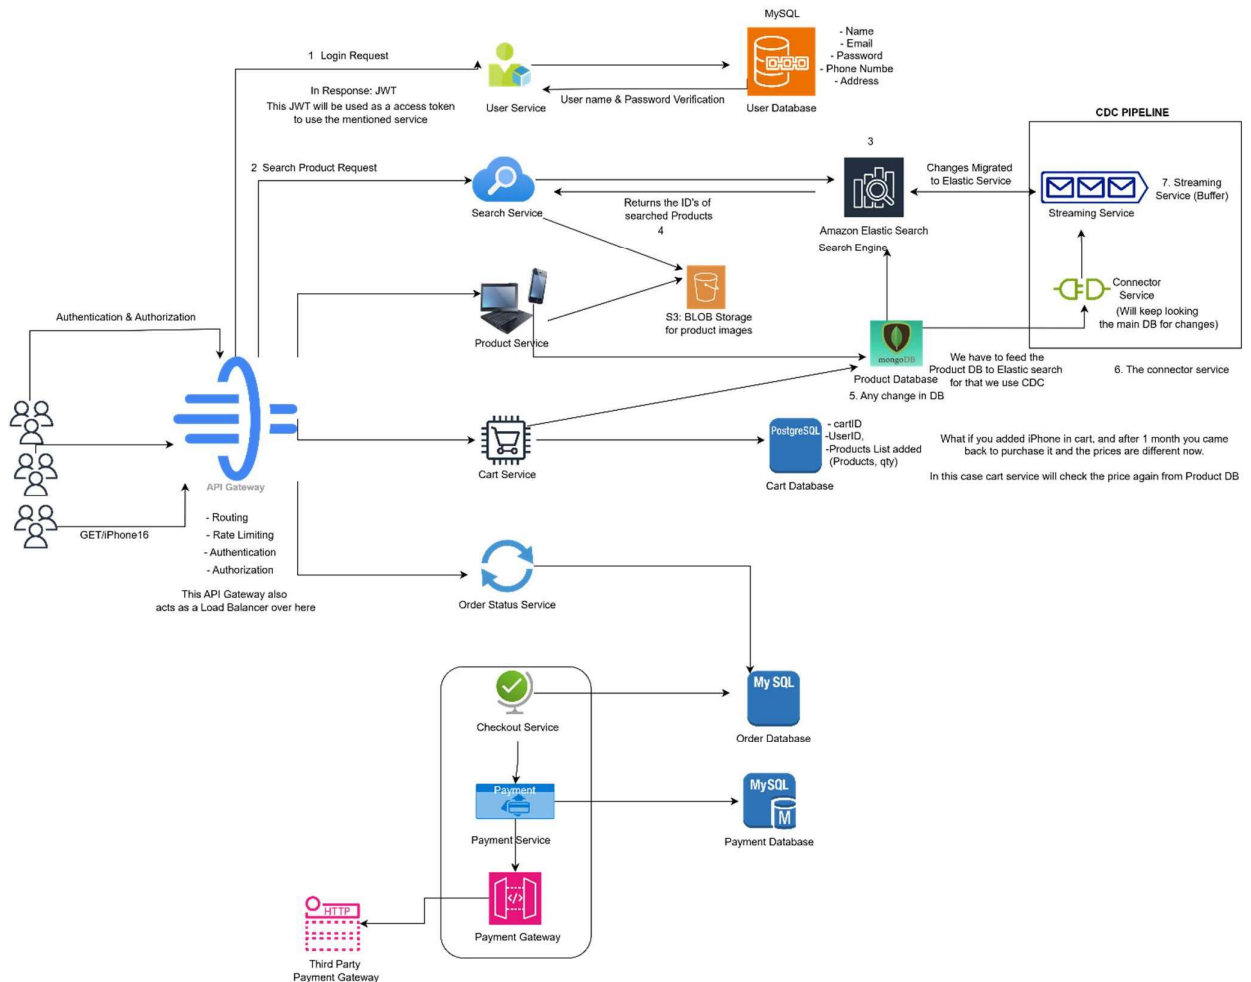 MySQL
- Name
- Email
- Password
- Phone Numbe
- Address
User Database
1 Login Request
In Response: JWT
This JWT will be used as a access token
to use the mentioned service
User Service
User name & Password Verification
CDC PIPELINE
2 Search Product Request
Search Service
Returns the ID's of
searched Products
4
3
Amazon Elastic Search
Search Engine
Changes Migrated
to Elastic Service
7. Streaming
Service (Buffer)
Streaming Service
Connector
Service
(Will keep looking
the main DB for changes)
6. The connector service
S3: BLOB Storage
for product images
Product Service
mongoDB
Product Database
5. Any change in DB
We have to feed the
Product DB to Elastic search
for that we use CDC
Authentication & Authorization
API Gateway
GET/iPhone16
- Routing
- Rate Limiting
- Authentication
- Authorization
This API Gateway also
acts as a Load Balancer over here
Cart Service
PostgreSQL
- cartID
-UserID,
-Products List added
(Products, qty)
Cart Database
What if you added iPhone in cart, and after 1 month you came
back to purchase it and the prices are different now.
In this case cart service will check the price again from Product DB
Order Status Service
My SQL
Order Database
Checkout Service
Payment
Payment Service
My SQL
M
Payment Database
</>
Payment Gateway
HTTP
Third Party
Payment Gateway